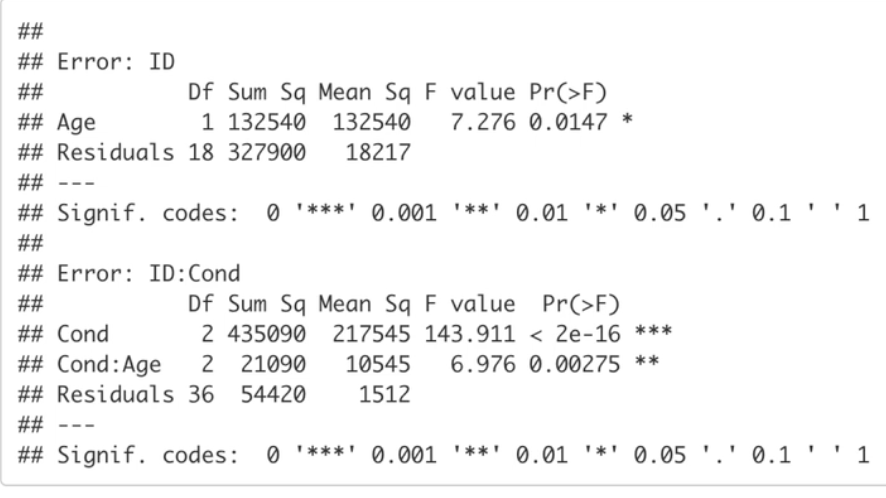 ##
## Error: ID
##           Df Sum Sq Mean Sq F value Pr(>F)
## Age        1 132540  132540   7.276 0.0147 *
## Residuals 18 327900   18217
## ---
## Signif. codes:  0 '***' 0.001 '**' 0.01 '*' 0.05 '.' 0.1 ' ' 1
##
## Error: ID:Cond
##           Df Sum Sq Mean Sq F value  Pr(>F)
## Cond       2 435090  217545 143.911 < 2e-16 ***
## Cond:Age   2  21090   10545   6.976 0.00275 **
## Residuals 36  54420    1512
## ---
## Signif. codes:  0 '***' 0.001 '**' 0.01 '*' 0.05 '.' 0.1 ' ' 1